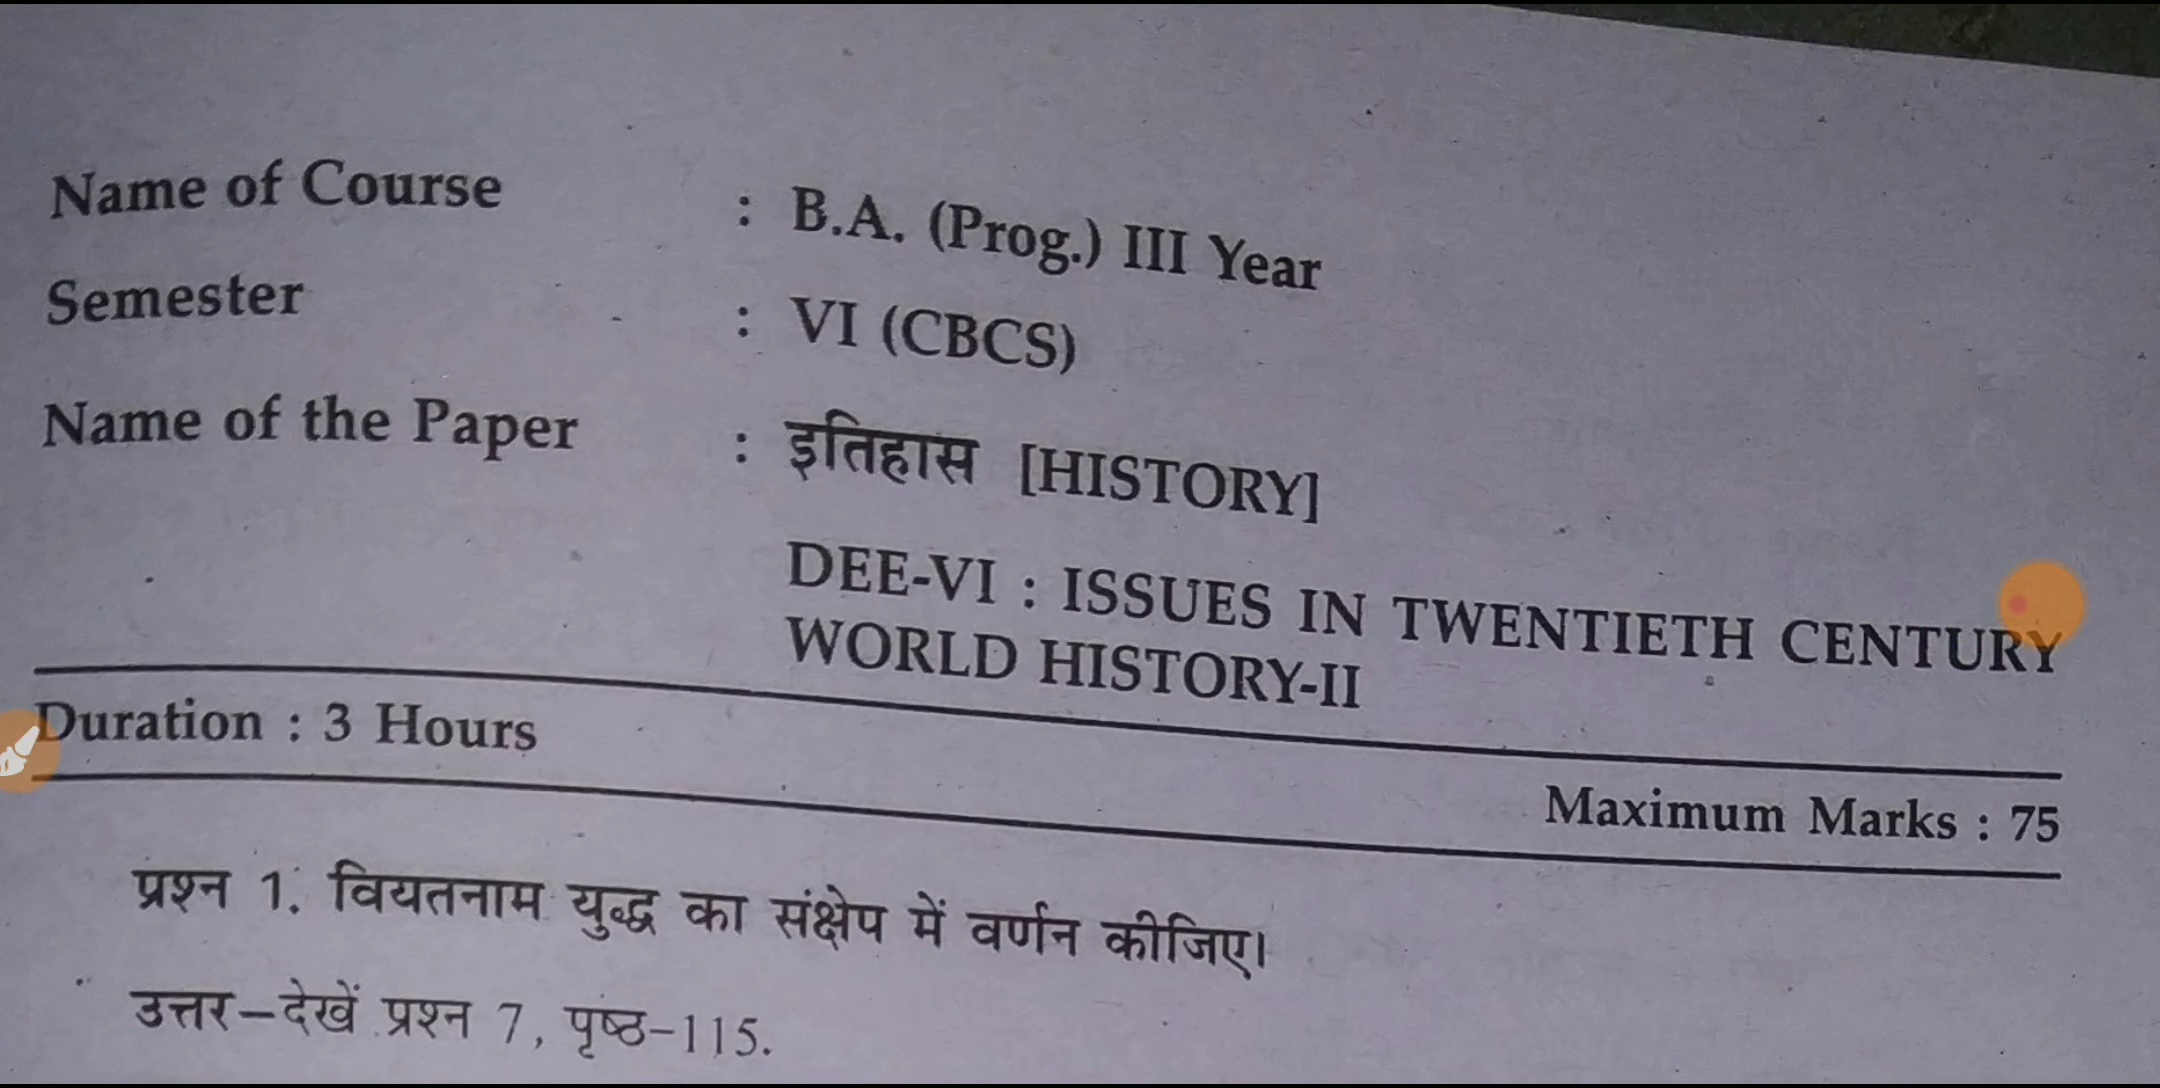 Name of Course : B.A. (Prog.) III Year
Semester : VI (CBCS)
Name of the Paper : इतिहास [HISTORY]
DEE-VI : ISSUES IN TWENTIETH CENTURY
WORLD HISTORY-II
Duration : 3 Hours
Maximum Marks : 75
प्रश्न 1. वियतनाम युद्ध का संक्षेप में वर्णन कीजिए।
उत्तर–देखें प्रश्न 7, पृष्ठ–115.